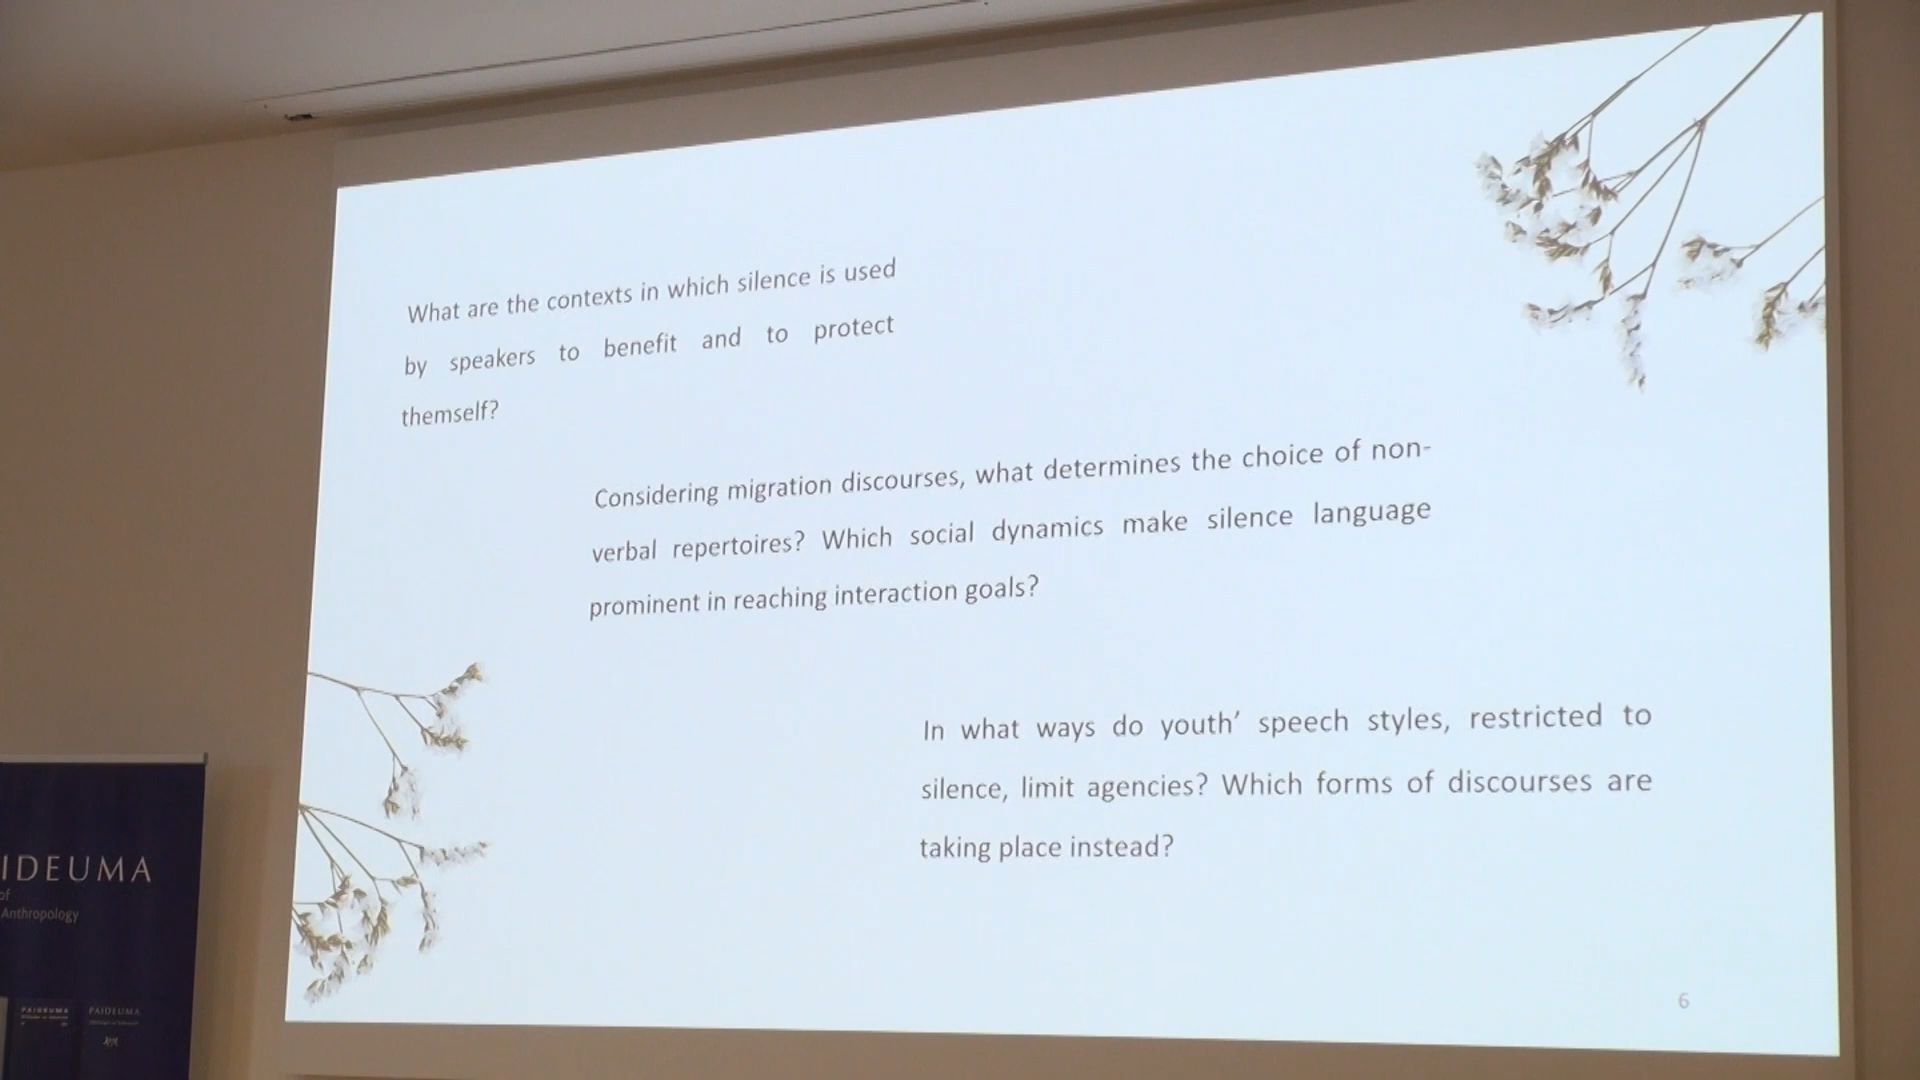 What are the contexts in which silence is used
by speakers to benefit and to protect
themself?
Considering migration discourses, what determines the choice of non-
verbal repertoires? Which social dynamics make silence language
prominent in reaching interaction goals?
In what ways do youth’ speech styles, restricted to
silence, limit agencies? Which forms of discourses are
taking place instead?
6
IDEUMA
of
Anthropology
PAIDEUMA
PAIDEUMA